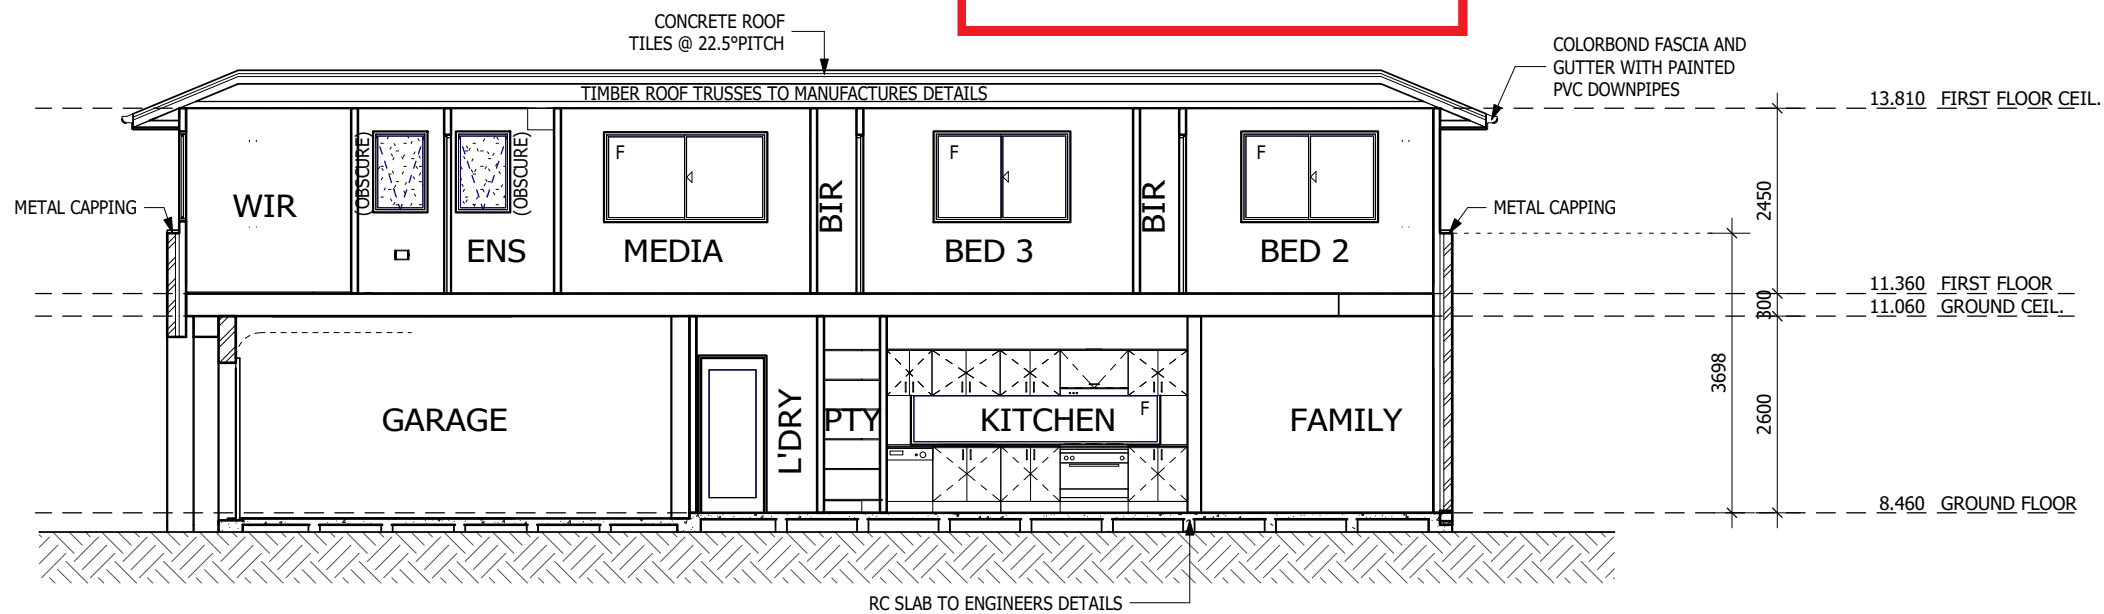 CONCRETE ROOF
TILES @ 22.5°PITCH
COLORBOND FASCIA AND
GUTTER WITH PAINTED
PVC DOWNPIPES
TIMBER ROOF TRUSSES TO MANUFACTURES DETAILS
13.810 FIRST FLOOR CEIL.
(OBSCURE)
(OBSCURE)
F
F
F
METAL CAPPING
WIR
BIR
BIR
METAL CAPPING
2450
ENS
MEDIA
BED 3
BED 2
11.360 FIRST FLOOR
300
11.060 GROUND CEIL.
3698
2600
GARAGE
L'DRY
PTY
KITCHEN
F
FAMILY
8.460 GROUND FLOOR
RC SLAB TO ENGINEERS DETAILS